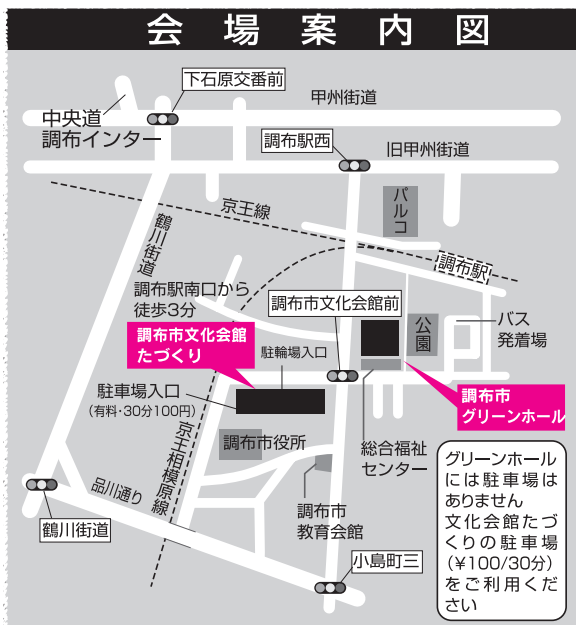 会場案内図
下石原交番前
甲州街道
中央道
調布インター
調布駅西
旧甲州街道
パルコ
京王線
鶴川街道
調布駅
調布駅南口から
徒歩3分
調布市文化会館前
公園
バス
発着場
調布市文化会館
たづくり
駐輪場入口
駐車場入口
(有料・30分100円)
調布市
グリーンホール
京王相模原線
調布市役所
総合福祉
センター
品川通り
鶴川街道
調布市
教育会館
小島町三
グリーンホール
には駐車場は
ありません
文化会館たづ
くりの駐車場
(¥100/30分)
をご利用くだ
さい